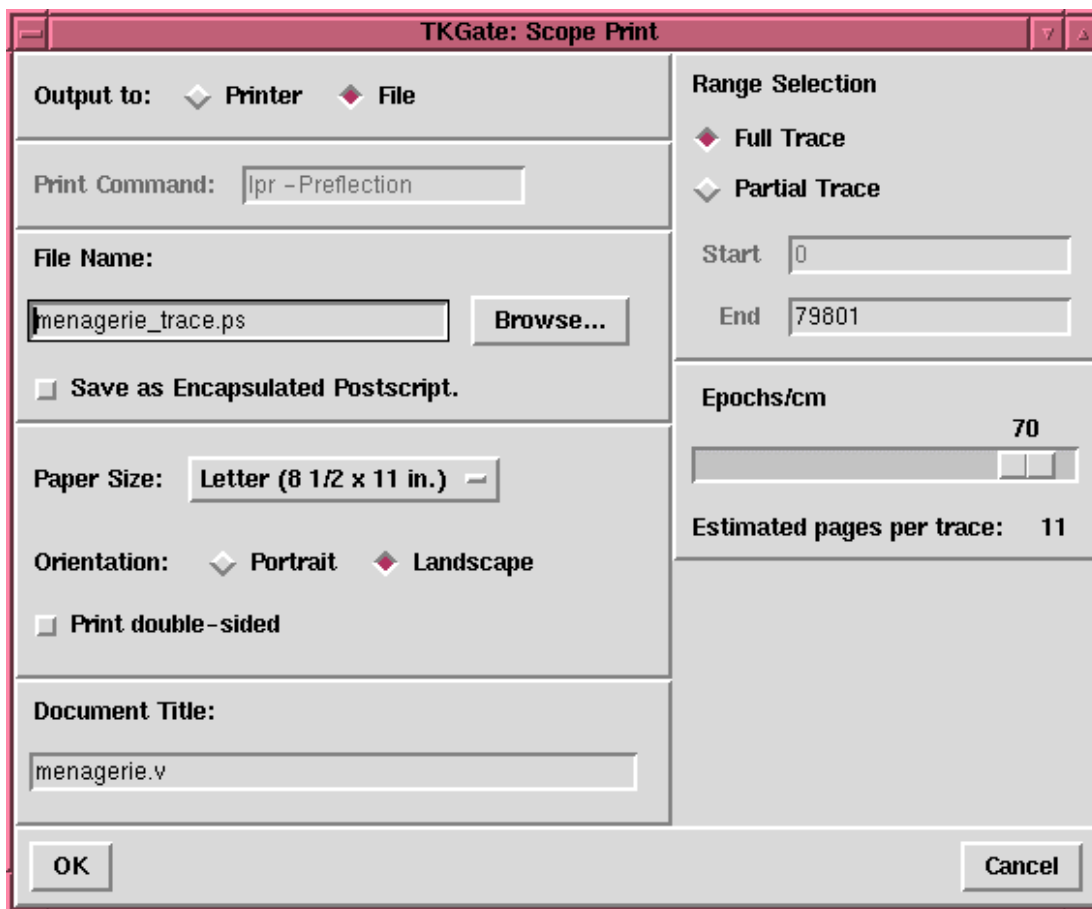 TKGate: Scope Print
Output to: Printer File
Print Command: lpr -Preflection
File Name:
menagerie_trace.ps Browse...
Save as Encapsulated Postscript.
Paper Size: Letter (8 1/2 x 11 in.)
Orientation: Portrait Landscape
Print double-sided
Document Title:
menagerie.v
Range Selection
Full Trace
Partial Trace
Start 0
End 79801
Epochs/cm
70
Estimated pages per trace: 11
OK Cancel